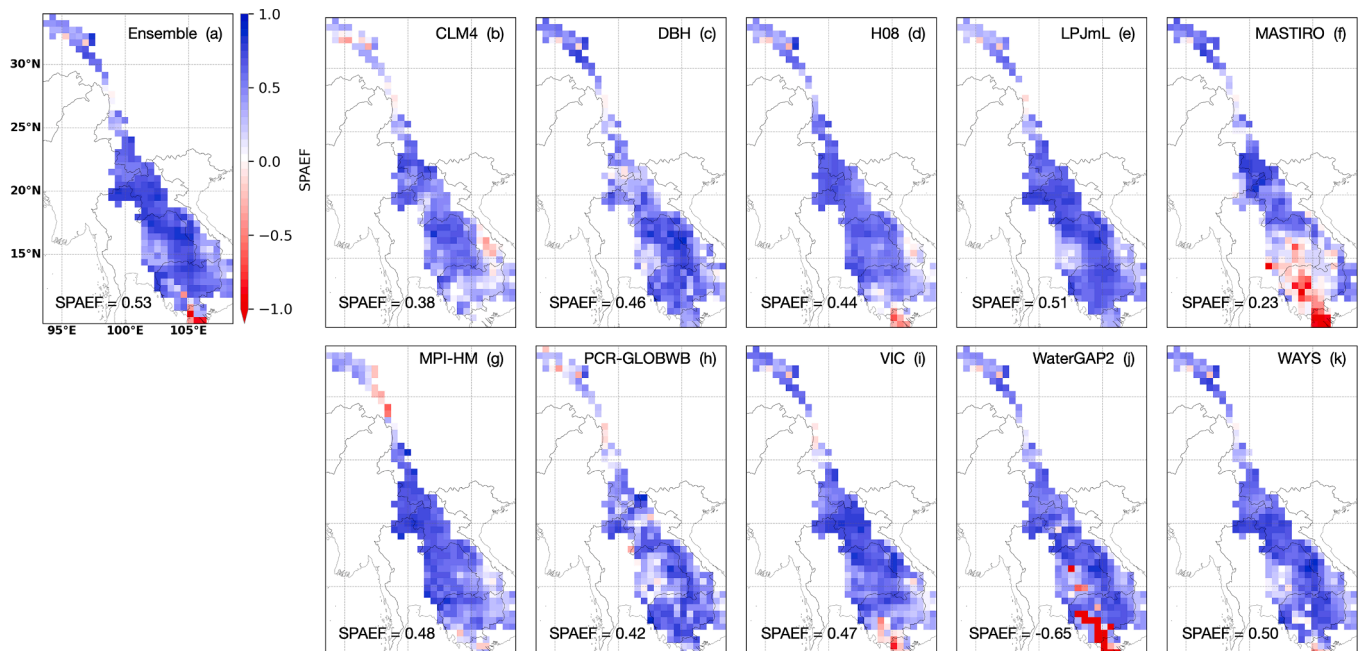 Ensemble (a)
SPAEF = 0.53
30°N
25°N
20°N
15°N
95°E 100°E 105°E
1.0
0.5
0.0
−0.5
−1.0
SPAEF
CLM4 (b)
SPAEF = 0.38
DBH (c)
SPAEF = 0.46
H08 (d)
SPAEF = 0.44
LPJmL (e)
SPAEF = 0.51
MASTIRO (f)
SPAEF = 0.23
MPI-HM (g)
SPAEF = 0.48
PCR-GLOBWB (h)
SPAEF = 0.42
VIC (i)
SPAEF = 0.47
WaterGAP2 (j)
SPAEF = -0.65
WAYS (k)
SPAEF = 0.50